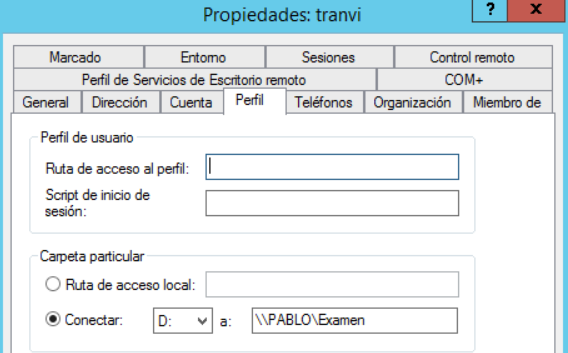 Propiedades: tranvi
?
x
Marcado Entorno Sesiones Control remoto
Perfil de Servicios de Escritorio remoto COM+
General Dirección Cuenta Perfil Teléfonos Organización Miembro de
Perfil de usuario
Ruta de acceso al perfil:
Script de inicio de
sesión:
Carpeta particular
Ruta de acceso local:
Conectar: D: a: \\PABLO\Examen